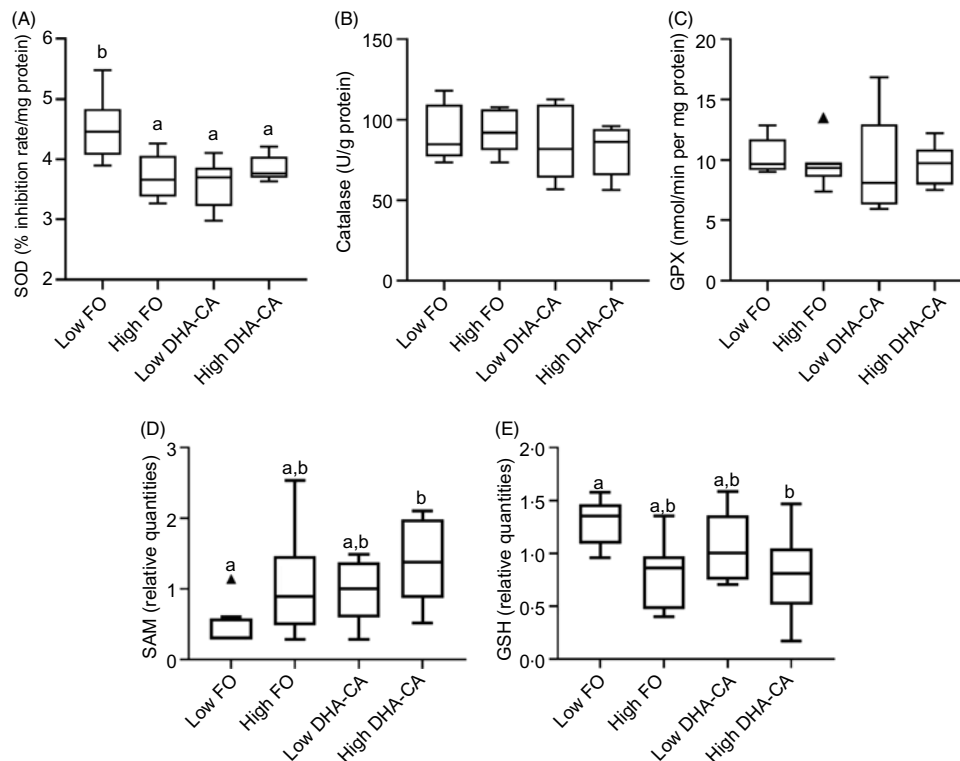 (A)
SOD (% inhibition rate/mg protein)
6
5
4
3
2
b
a
a
a
Low FO
High FO
Low DHA-CA
High DHA-CA
(B)
Catalase (U/g protein)
150
100
50
0
Low FO
High FO
Low DHA-CA
High DHA-CA
(C)
GPX (nmol/min per mg protein)
20
15
10
5
0
Low FO
High FO
Low DHA-CA
High DHA-CA
(D)
SAM (relative quantities)
3
2
1
0
a
a,b
a,b
b
Low FO
High FO
Low DHA-CA
High DHA-CA
(E)
GSH (relative quantities)
2·0
1·5
1·0
0·5
0·0
a
a,b
a,b
b
Low FO
High FO
Low DHA-CA
High DHA-CA